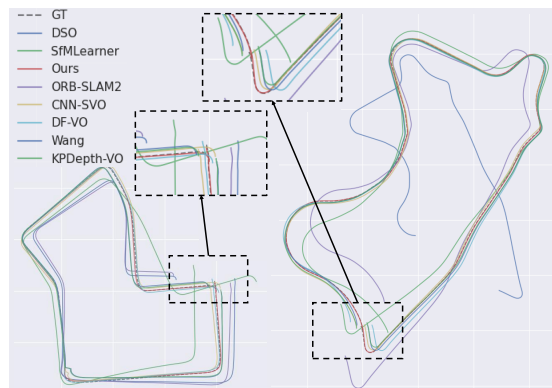 GT
DSO
SfMLearner
Ours
ORB-SLAM2
CNN-SVO
DF-VO
Wang
KPDepth-VO